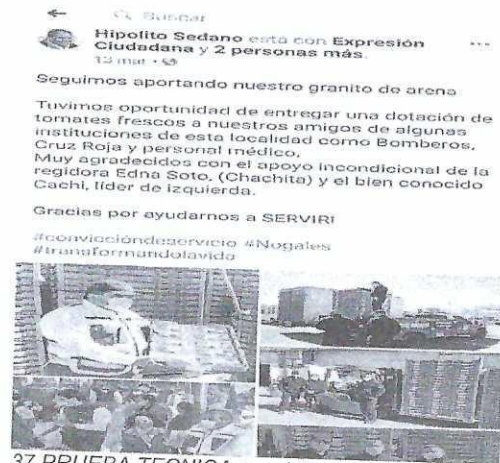 Buscar
Hipolito Sedano está con Expresión
Ciudadana y 2 personas más.
13 mar
Seguimos aportando nuestro granito de arena
Tuvimos oportunidad de entregar una dotación de
tomates frescos a nuestros amigos de algunas
instituciones de esta localidad como Bomberos,
Cruz Roja y personal médico,
Muy agradecidos con el apoyo incondicional de la
regidora Edna Soto, (Chachita) y el bien conocido
Cachi, líder de izquierda.
Gracias por ayudarnos a SERVIR!
#conviccióndeservicio #Nogales
#transformandolavida
37 PRUEBA TECNICA